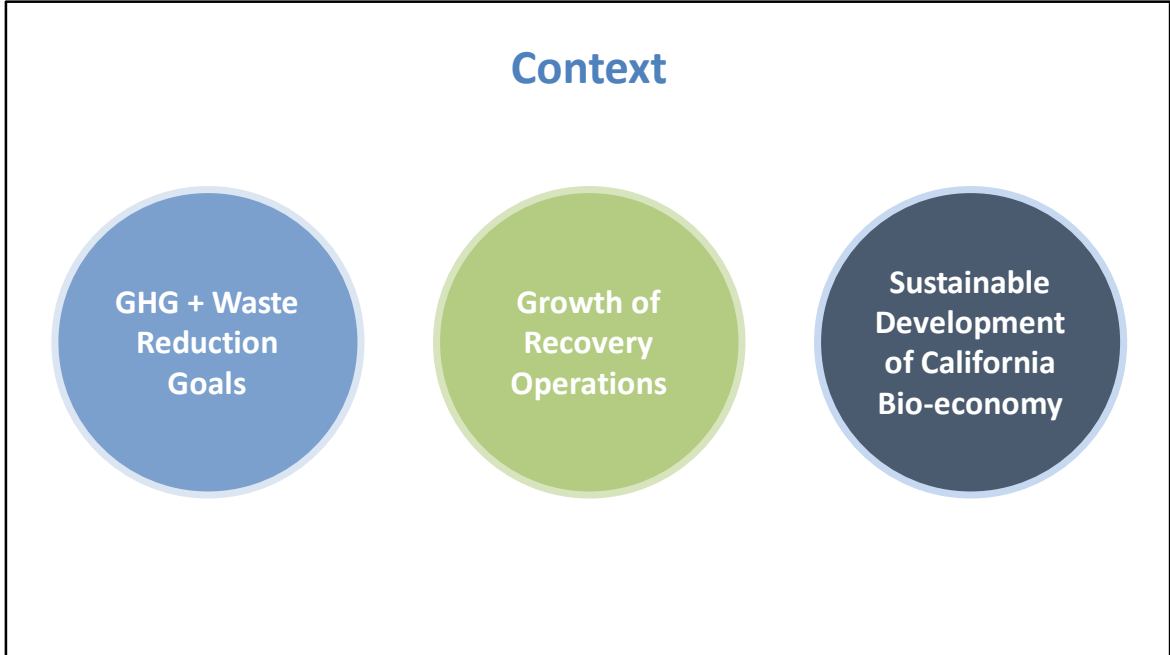 Context
GHG + Waste
Reduction
Goals
Growth of
Recovery
Operations
Sustainable
Development
of California
Bio-economy